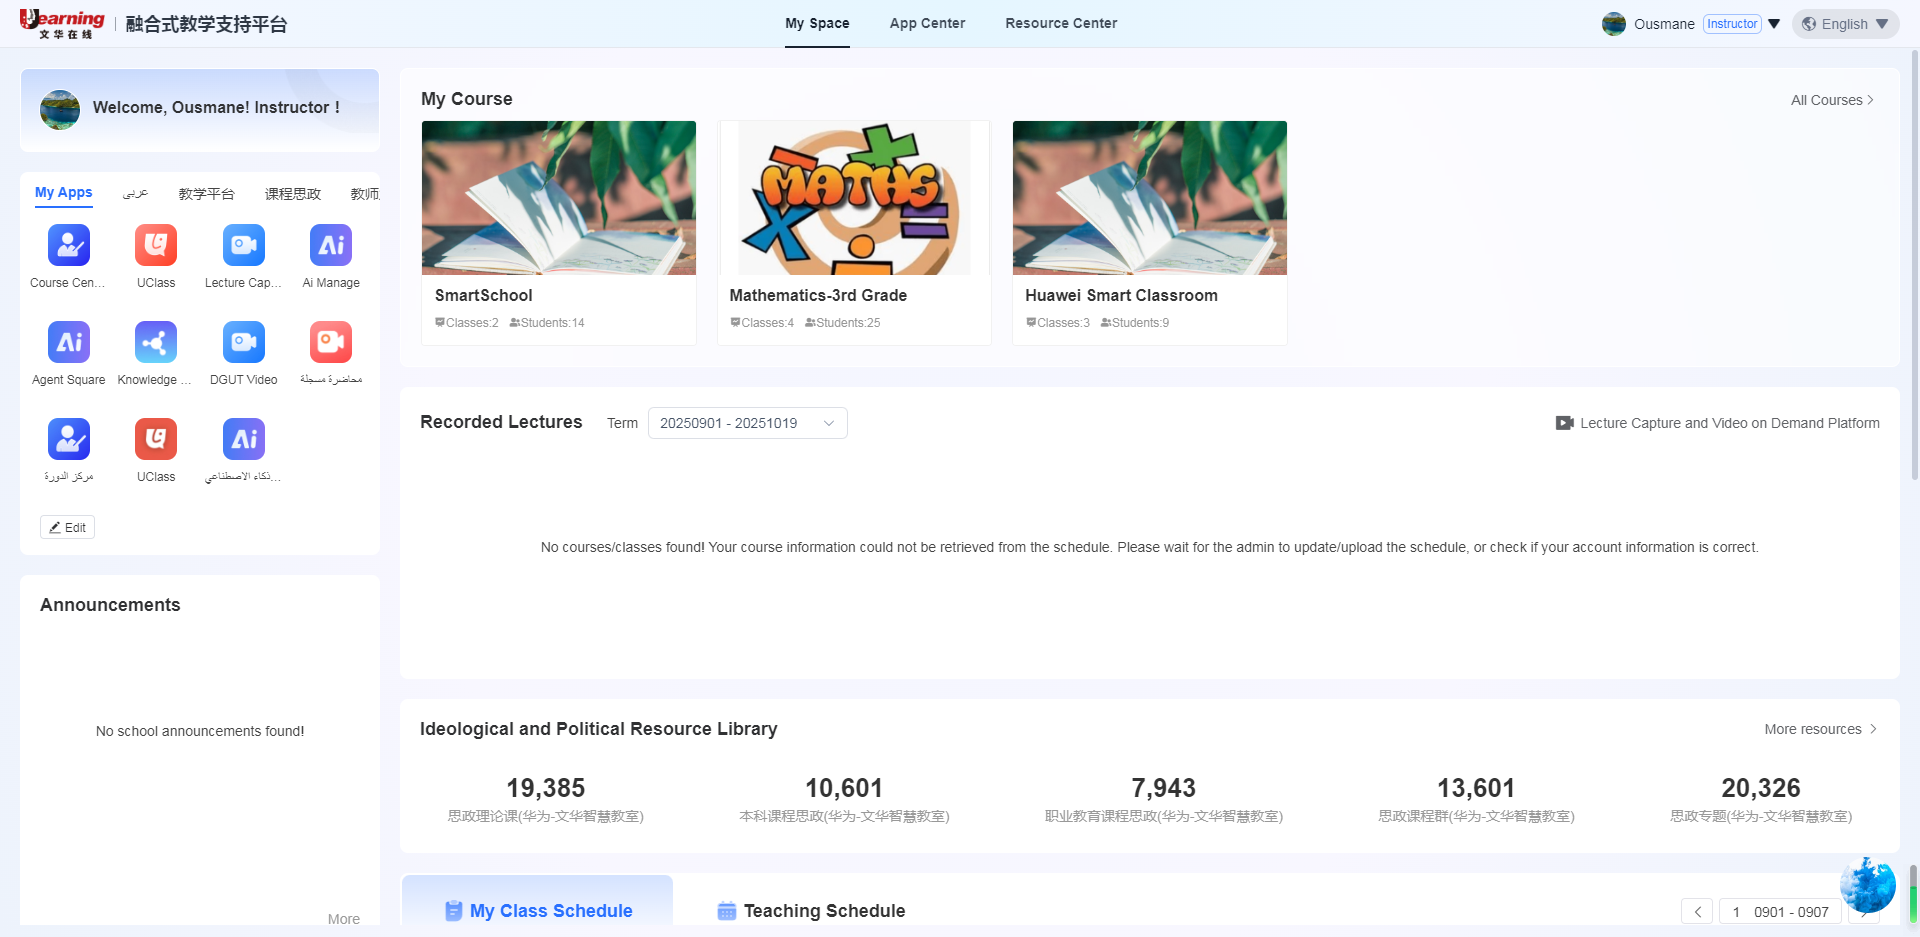 Ulearning
文华在线
融合式教学支持平台
My Space
App Center
Resource Center
Ousmane
Instructor
English
Welcome, Ousmane! Instructor !
My Apps
عربى
教学平台
课程思政
教师
Course Cen...
UClass
Lecture Cap...
Ai Manage
Agent Square
Knowledge ...
DGUT Video
محاضرة مسجلة
مركز الدورة
UClass
ذكاء الاصطناعي...
Edit
Announcements
No school announcements found!
More
My Course
All Courses
MATHS
SmartSchool
Classes:2 Students:14
Mathematics-3rd Grade
Classes:4 Students:25
Huawei Smart Classroom
Classes:3 Students:9
Recorded Lectures
Term
20250901 - 20251019
Lecture Capture and Video on Demand Platform
No courses/classes found! Your course information could not be retrieved from the schedule. Please wait for the admin to update/upload the schedule, or check if your account information is correct.
Ideological and Political Resource Library
More resources
19,385
思政理论课(华为-文华智慧教室)
10,601
本科课程思政(华为-文华智慧教室)
7,943
职业教育课程思政(华为-文华智慧教室)
13,601
思政课程群(华为-文华智慧教室)
20,326
思政专题(华为-文华智慧教室)
My Class Schedule
Teaching Schedule
1 0901 - 0907